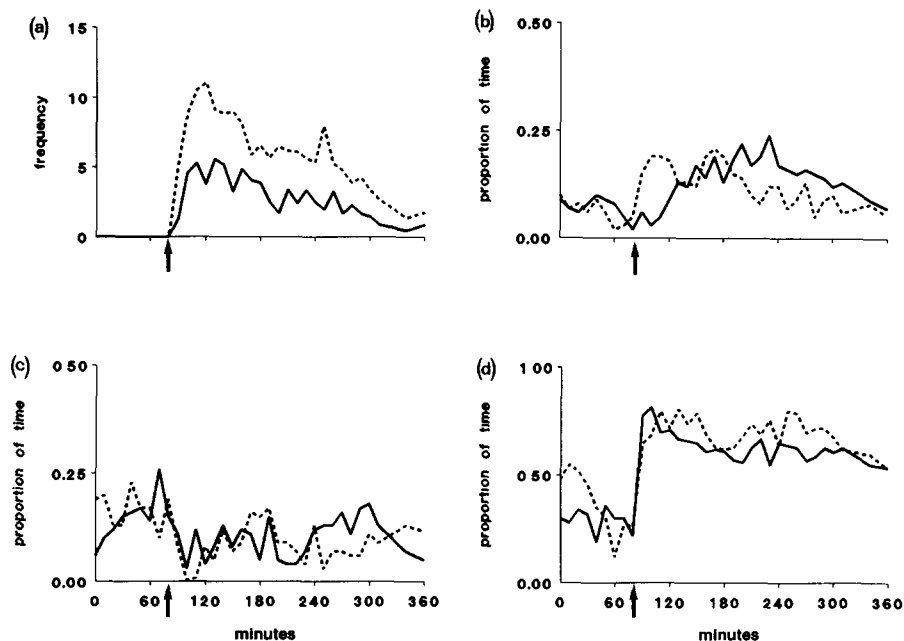 (a)
15
10
5
0
frequency
(b)
0.50
0.25
0.00
proportion of time
(c)
0 50
0.25
0.00
proportion of time
0 60 120 180 240 300 360
minutes
(d)
1 00
0 50
0.00
proportion of time
0 60 120 180 240 300 360
minutes